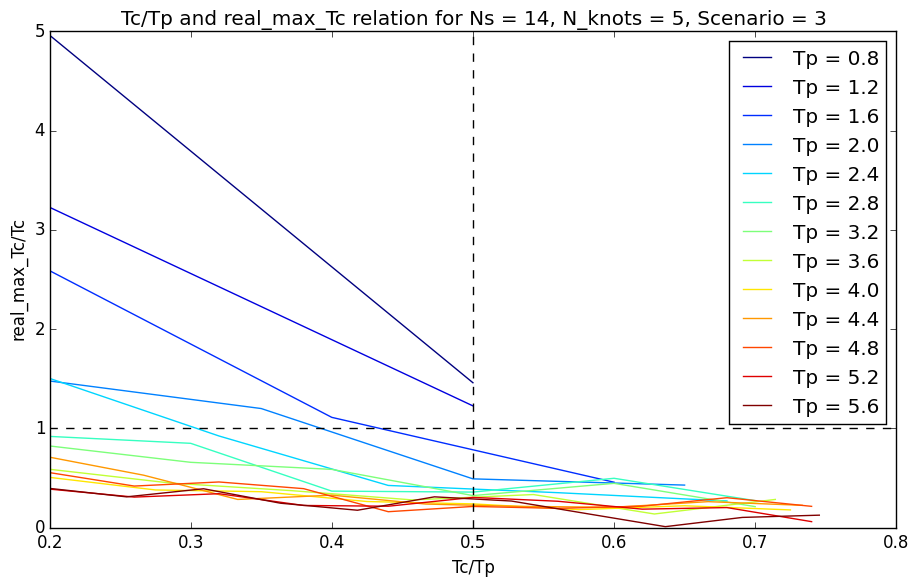 Tc/Tp and real_max_Tc relation for Ns = 14, N_knots = 5, Scenario = 3
5
4
3
2
1
0
real_max_Tc/Tc
0.2
0.3
0.4
0.5
0.6
0.7
0.8
Tc/Tp
Tp = 0.8
Tp = 1.2
Tp = 1.6
Tp = 2.0
Tp = 2.4
Tp = 2.8
Tp = 3.2
Tp = 3.6
Tp = 4.0
Tp = 4.4
Tp = 4.8
Tp = 5.2
Tp = 5.6